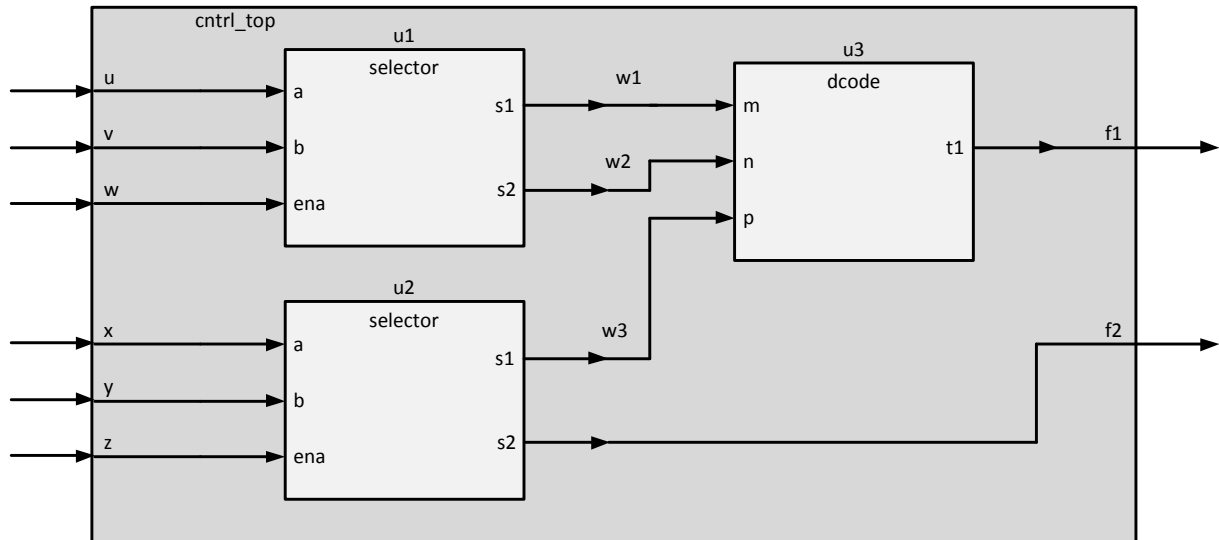 cntrl_top
u1
selector
u
a
v
b
w
ena
s1
s2
w1
w2
u3
dcode
m
n
p
t1
f1
u2
selector
x
a
y
b
z
ena
s1
s2
w3
f2